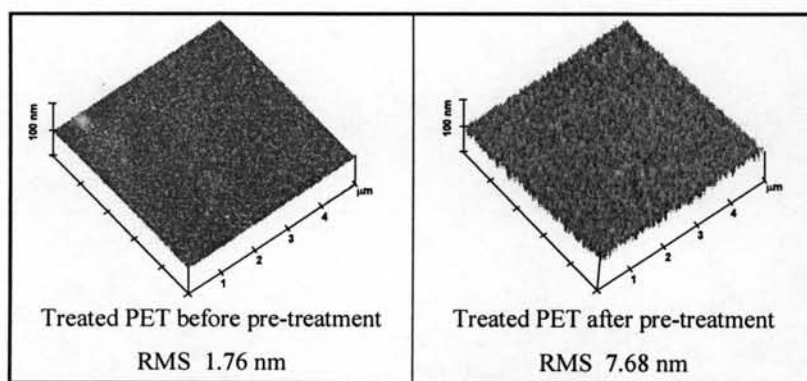 100 nm
1
2
3
4
µm
Treated PET before pre-treatment
RMS 1.76 nm
100 nm
1
2
3
4
µm
Treated PET after pre-treatment
RMS 7.68 nm